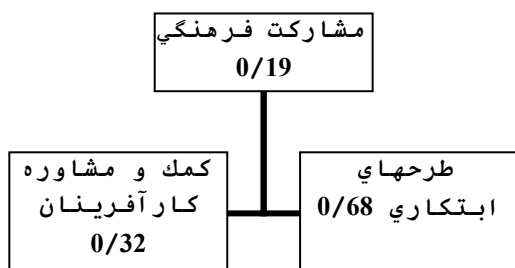 مشاركت فرهنگي
0/19
طرحهاي
ابتكاري 0/68
كمك و مشاوره
كارآفرينان
0/32